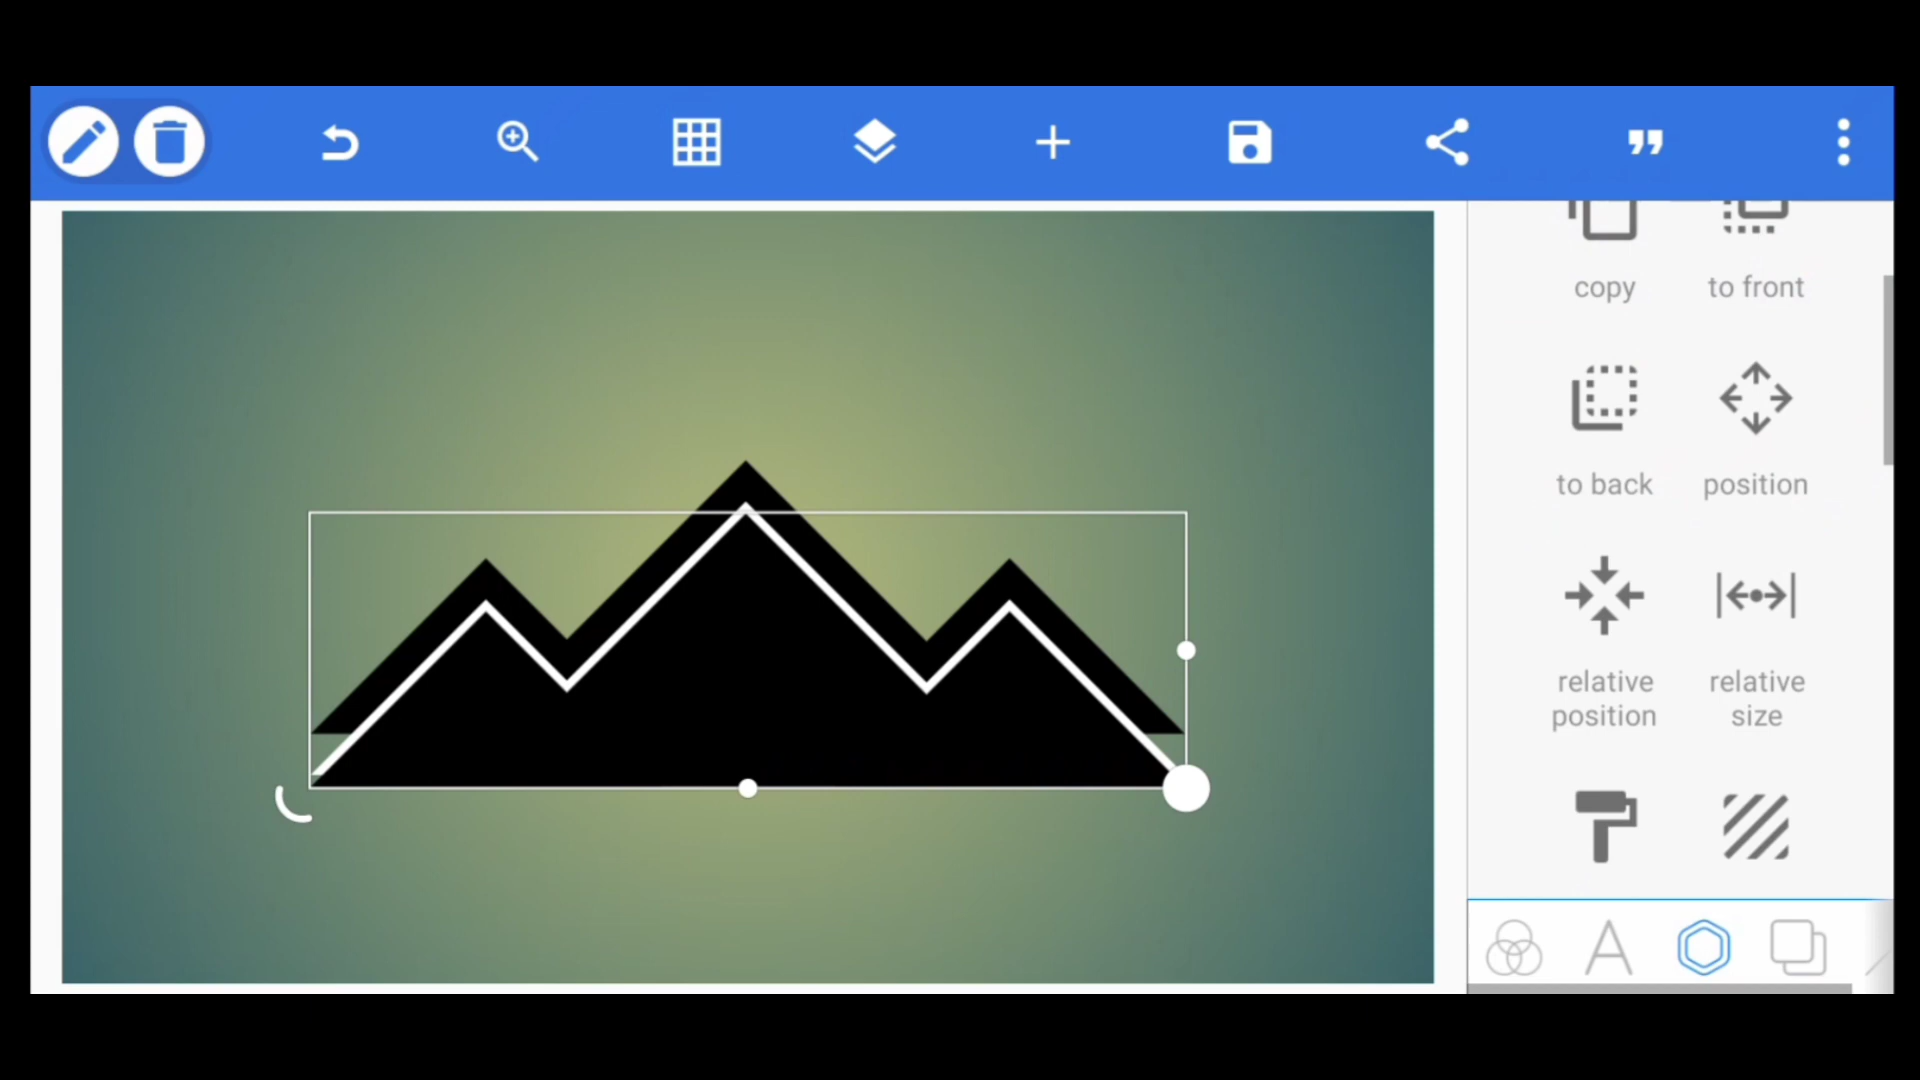 copy
to front
to back
position
relative
position
relative
size